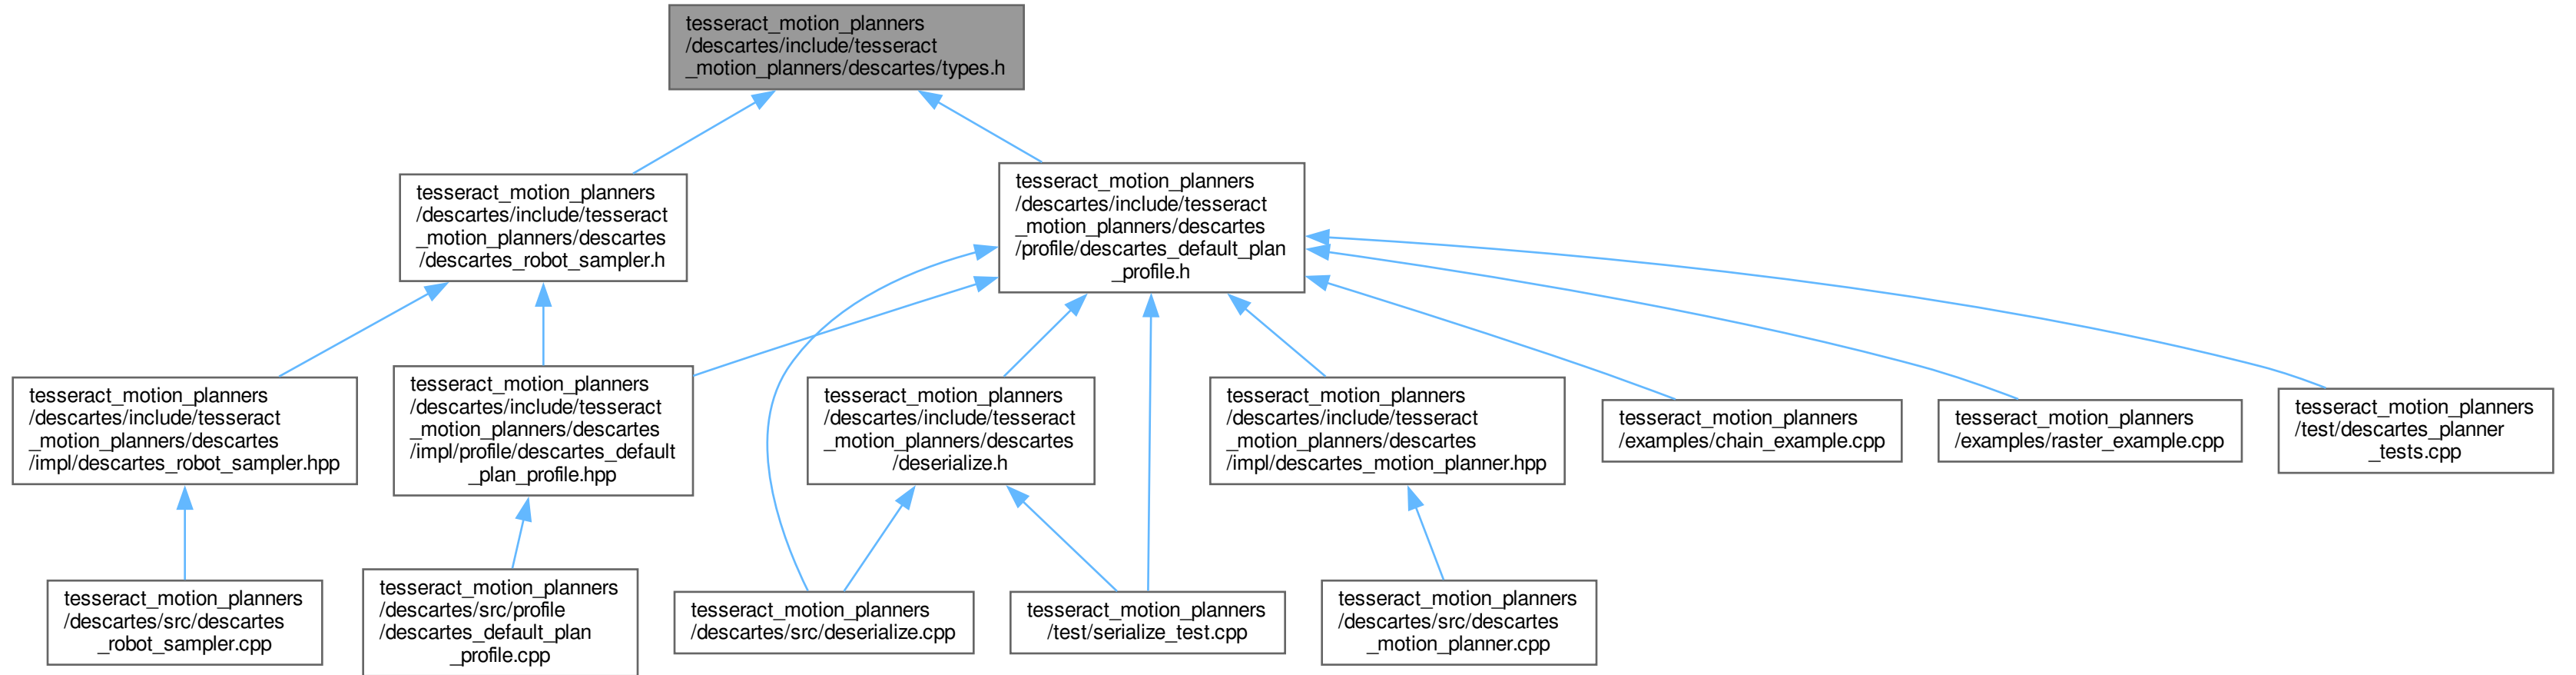 tesseract_motion_planners
/descartes/include/tesseract
_motion_planners/descartes/types.h
tesseract_motion_planners
/descartes/include/tesseract
_motion_planners/descartes
/descartes_robot_sampler.h
tesseract_motion_planners
/descartes/include/tesseract
_motion_planners/descartes
/profile/descartes_default_plan
_profile.h
tesseract_motion_planners
/descartes/include/tesseract
_motion_planners/descartes
/impl/descartes_robot_sampler.hpp
tesseract_motion_planners
/descartes/include/tesseract
_motion_planners/descartes
/impl/profile/descartes_default
_plan_profile.hpp
tesseract_motion_planners
/descartes/include/tesseract
_motion_planners/descartes
/deserialize.h
tesseract_motion_planners
/descartes/include/tesseract
_motion_planners/descartes
/impl/descartes_motion_planner.hpp
tesseract_motion_planners
/examples/chain_example.cpp
tesseract_motion_planners
/examples/raster_example.cpp
tesseract_motion_planners
/test/descartes_planner
_tests.cpp
tesseract_motion_planners
/descartes/src/descartes
_robot_sampler.cpp
tesseract_motion_planners
/descartes/src/profile
/descartes_default_plan
_profile.cpp
tesseract_motion_planners
/descartes/src/deserialize.cpp
tesseract_motion_planners
/test/serialize_test.cpp
tesseract_motion_planners
/descartes/src/descartes
_motion_planner.cpp